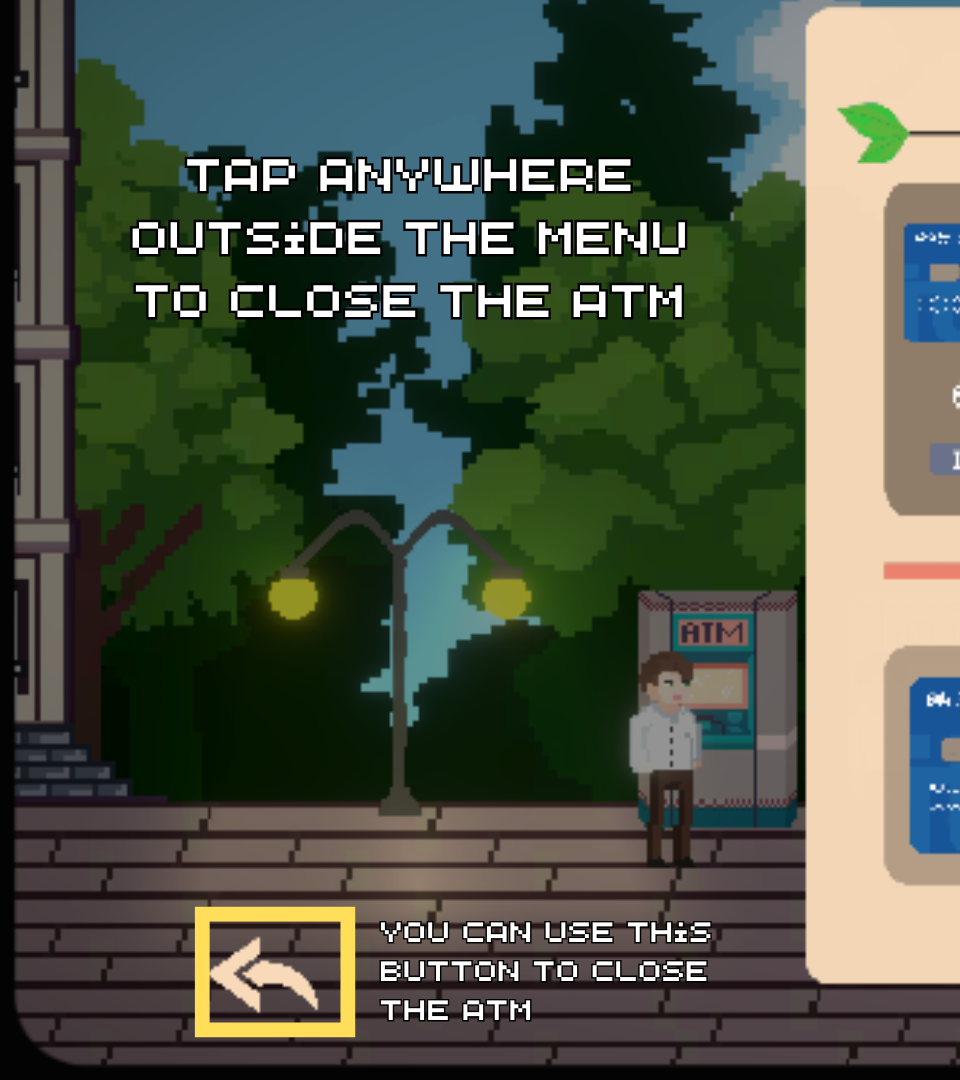 TAP ANYWHERE
OUTSiDE THE MENU
TO CLOSE THE ATM
ATM
YOU CAN USE THiS
BUTTON TO CLOSE
THE ATM